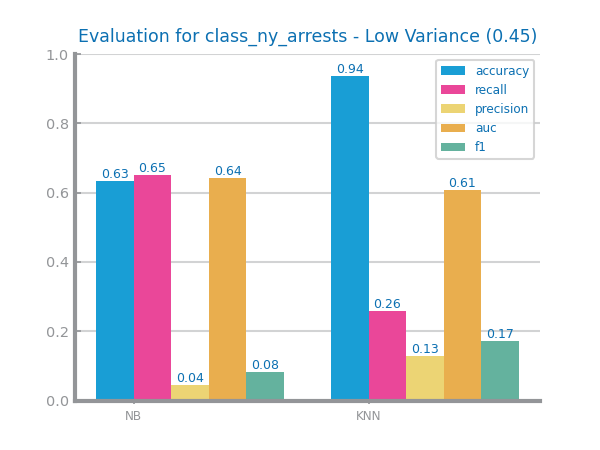 Evaluation for class_ny_arrests - Low Variance (0.45)
1.0
0.8
0.6
0.4
0.2
0.0
0.63
0.65
0.04
0.64
0.08
0.94
0.26
0.13
0.61
0.17
accuracy
recall
precision
auc
f1
NB
KNN